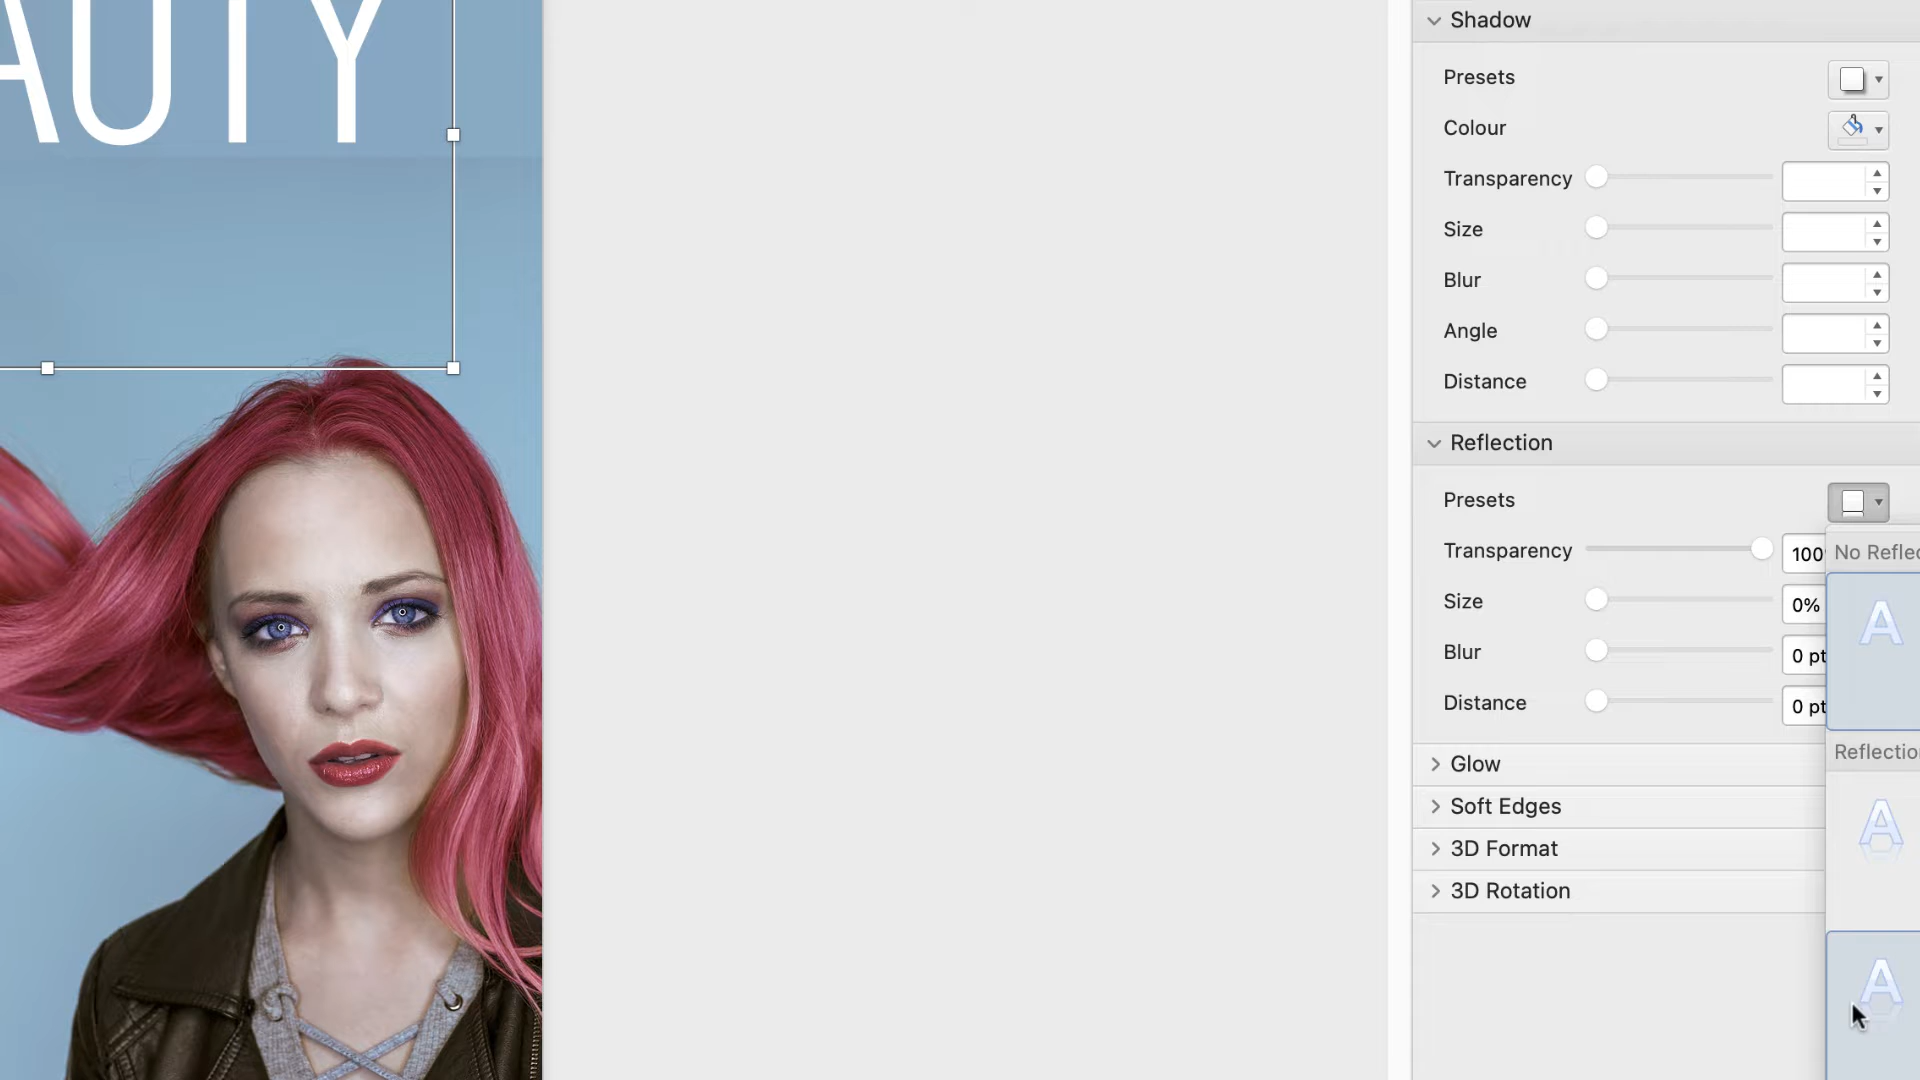 AUTY
Shadow
Presets
Colour
Transparency
Size
Blur
Angle
Distance
Reflection
Presets
Transparency 100
No Reflec
Size 0%
Blur 0 pt
Distance 0 pt
Reflection
Glow
Soft Edges
3D Format
3D Rotation
A
A
A